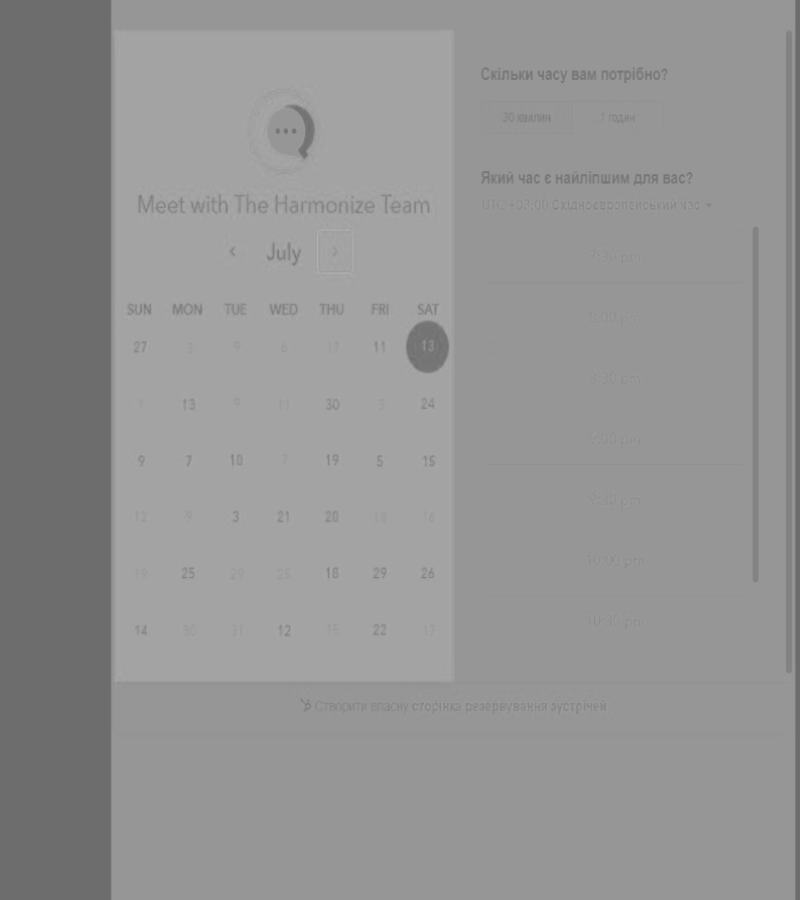 Meet with The Harmonize Team
July
SUN MON TUE WED THU FRI SAT
27 3 9 6 17 11 13
1 13 9 11 30 5 24
9 7 10 7 19 5 15
12 9 3 21 20 18 16
19 25 29 25 18 29 26
14 30 31 12 15 22 17
Скільки часу вам потрібно?
30 хвилин 1 годин
Який час є найліпшим для вас?
UTC +03:00 Східноєвропейський час
7:30 pm
8:00 pm
8:30 pm
9:00 pm
9:30 pm
10:00 pm
10:30 pm
Створити власну сторінка резервування зустрічей